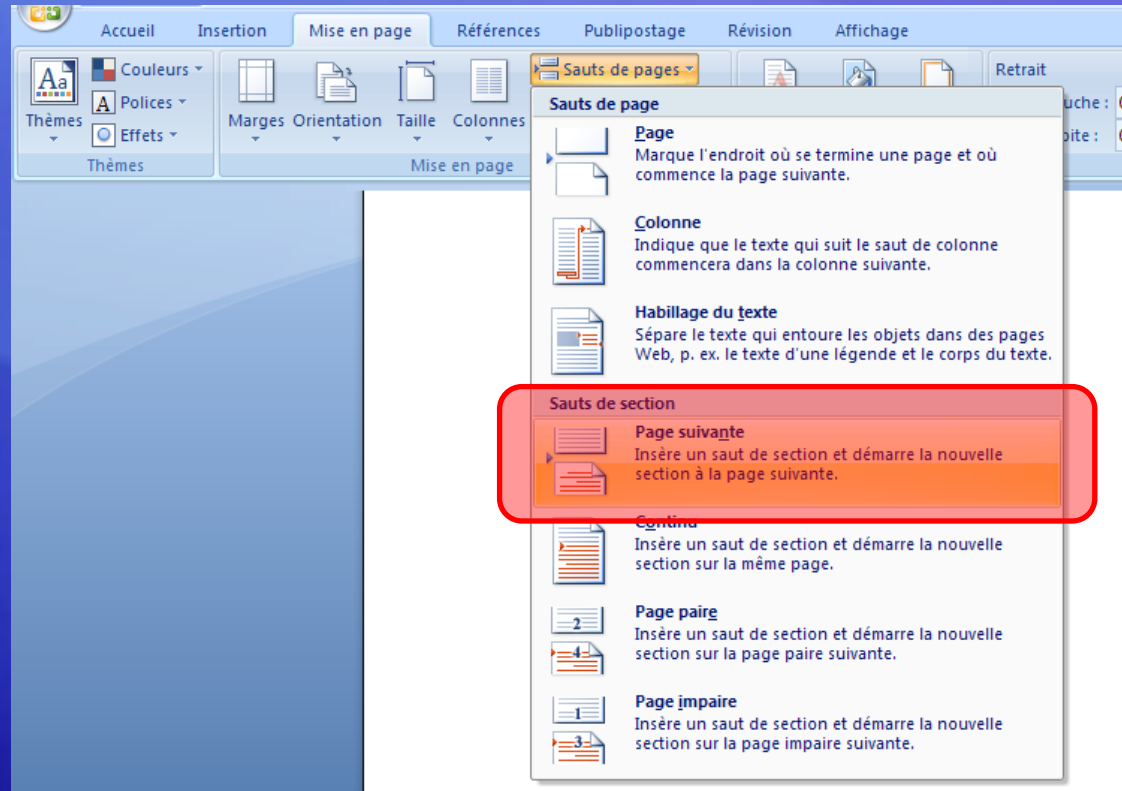 Accueil Insertion Mise en page Références Publipostage Révision Affichage
Couleurs
Polices
Effets
Thèmes
Thèmes
Marges Orientation Taille Colonnes
Mise en page
Sauts de pages
Retrait
uche :
oite :
Sauts de page
Page
Marque l'endroit où se termine une page et où
commence la page suivante.
Colonne
Indique que le texte qui suit le saut de colonne
commencera dans la colonne suivante.
Habillage du texte
Sépare le texte qui entoure les objets dans des pages
Web, p. ex. le texte d'une légende et le corps du texte.
Sauts de section
Page suivante
Insère un saut de section et démarre la nouvelle
section à la page suivante.
Continu
Insère un saut de section et démarre la nouvelle
section sur la même page.
Page paire
Insère un saut de section et démarre la nouvelle
section sur la page paire suivante.
Page impaire
Insère un saut de section et démarre la nouvelle
section sur la page impaire suivante.